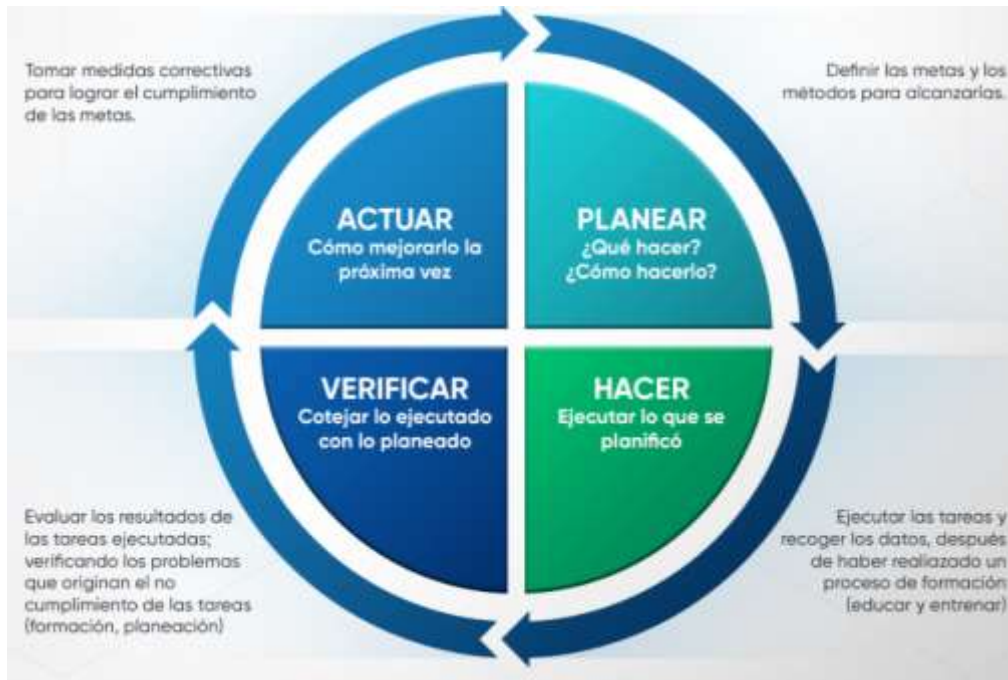 Tomar medidas correctivas
para lograr el cumplimiento
de las metas.
Definir las metas y los
métodos para alcanzarlas.
ACTUAR
Cómo mejorarlo la
próxima vez
PLANEAR
¿Qué hacer?
¿Cómo hacerlo?
VERIFICAR
Cotejar lo ejecutado
con lo planeado
HACER
Ejecutar lo que se
planificó
Evaluar los resultados de
las tareas ejecutadas;
verificando los problemas
que originan el no
cumplimiento de las tareas
(formación, planeación)
Ejecutar las tareas y
recoger los datos, después
de haber realiazado un
proceso de formación
(educar y entrenar)